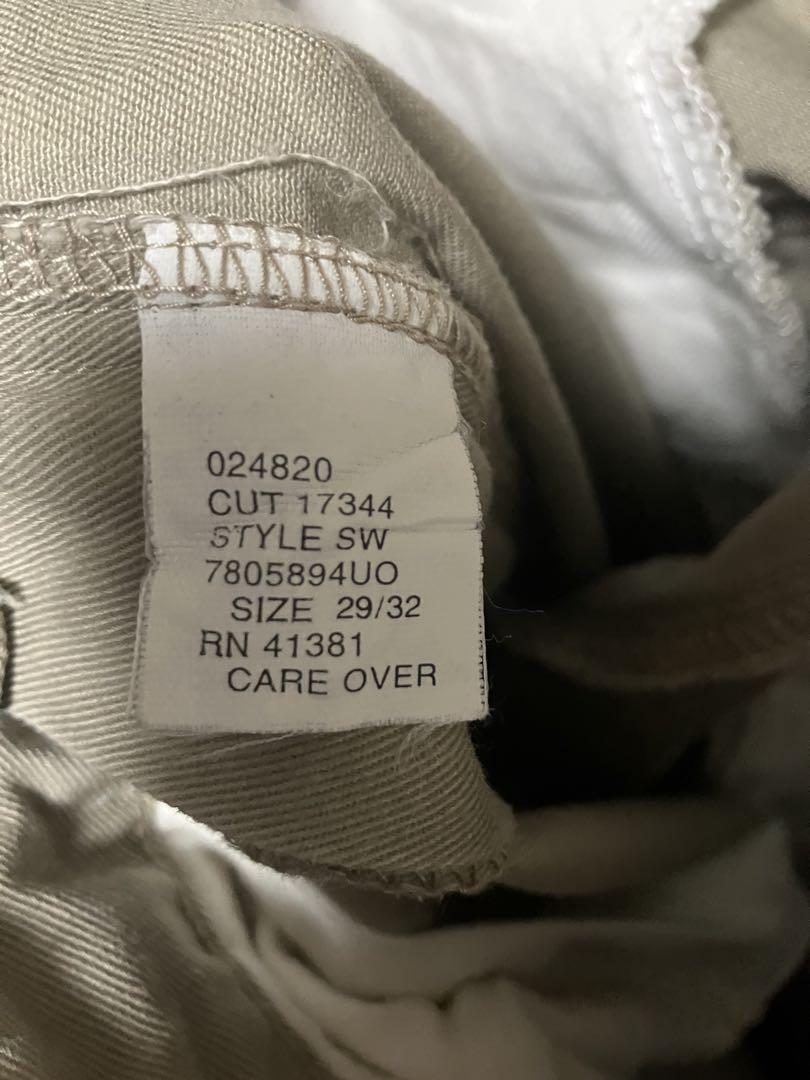 024820
CUT 17344
STYLE SW
7805894UO
SIZE 29/32
RN 41381
CARE OVER